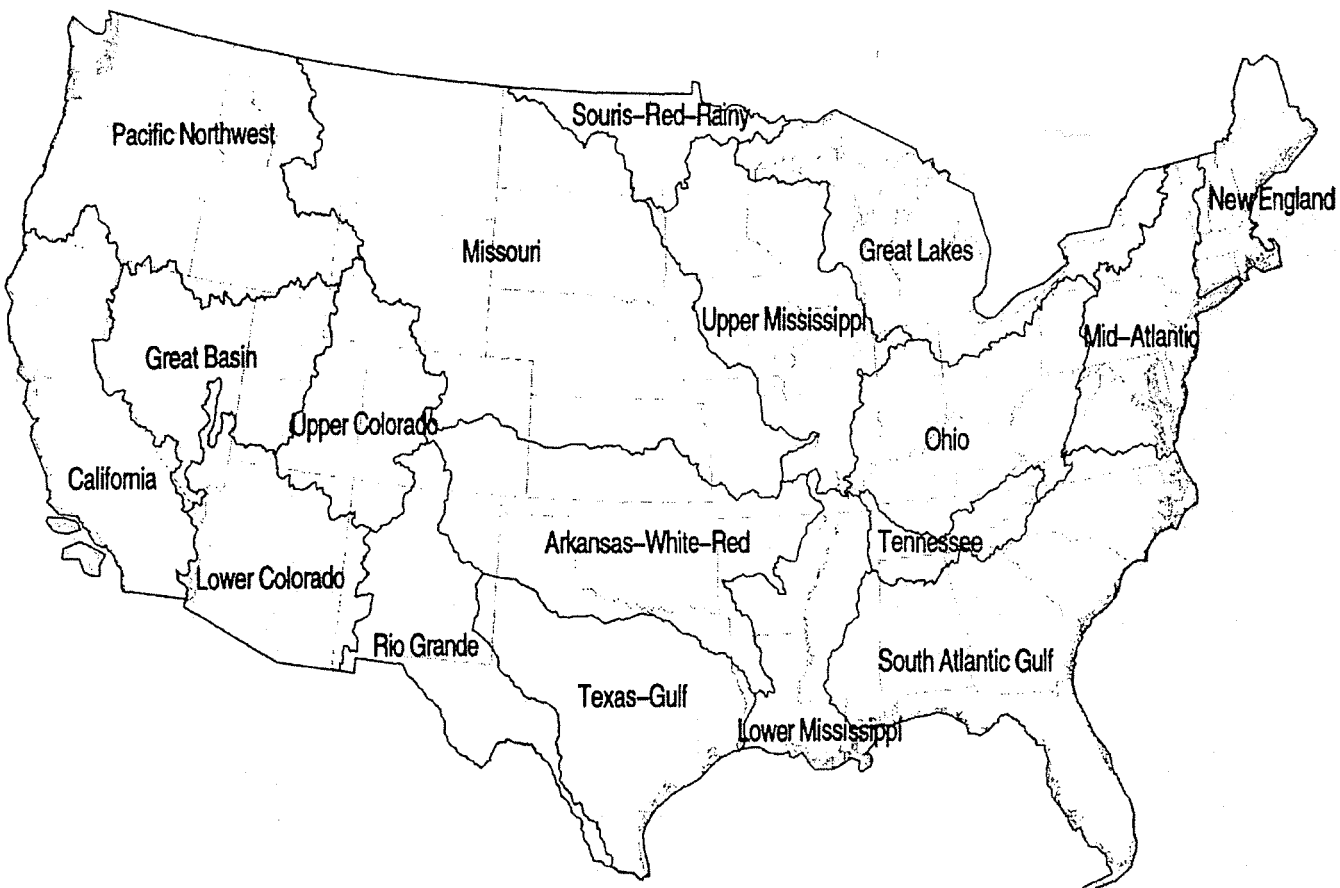 Souris–Red–Rainy
Pacific Northwest
New England
Missouri
Great Lakes
Upper Mississippi
Mid–Atlantic
Great Basin
Upper Colorado
Ohio
California
Arkansas–White–Red
Tennessee
Lower Colorado
Rio Grande
South Atlantic Gulf
Texas–Gulf
Lower Mississippi